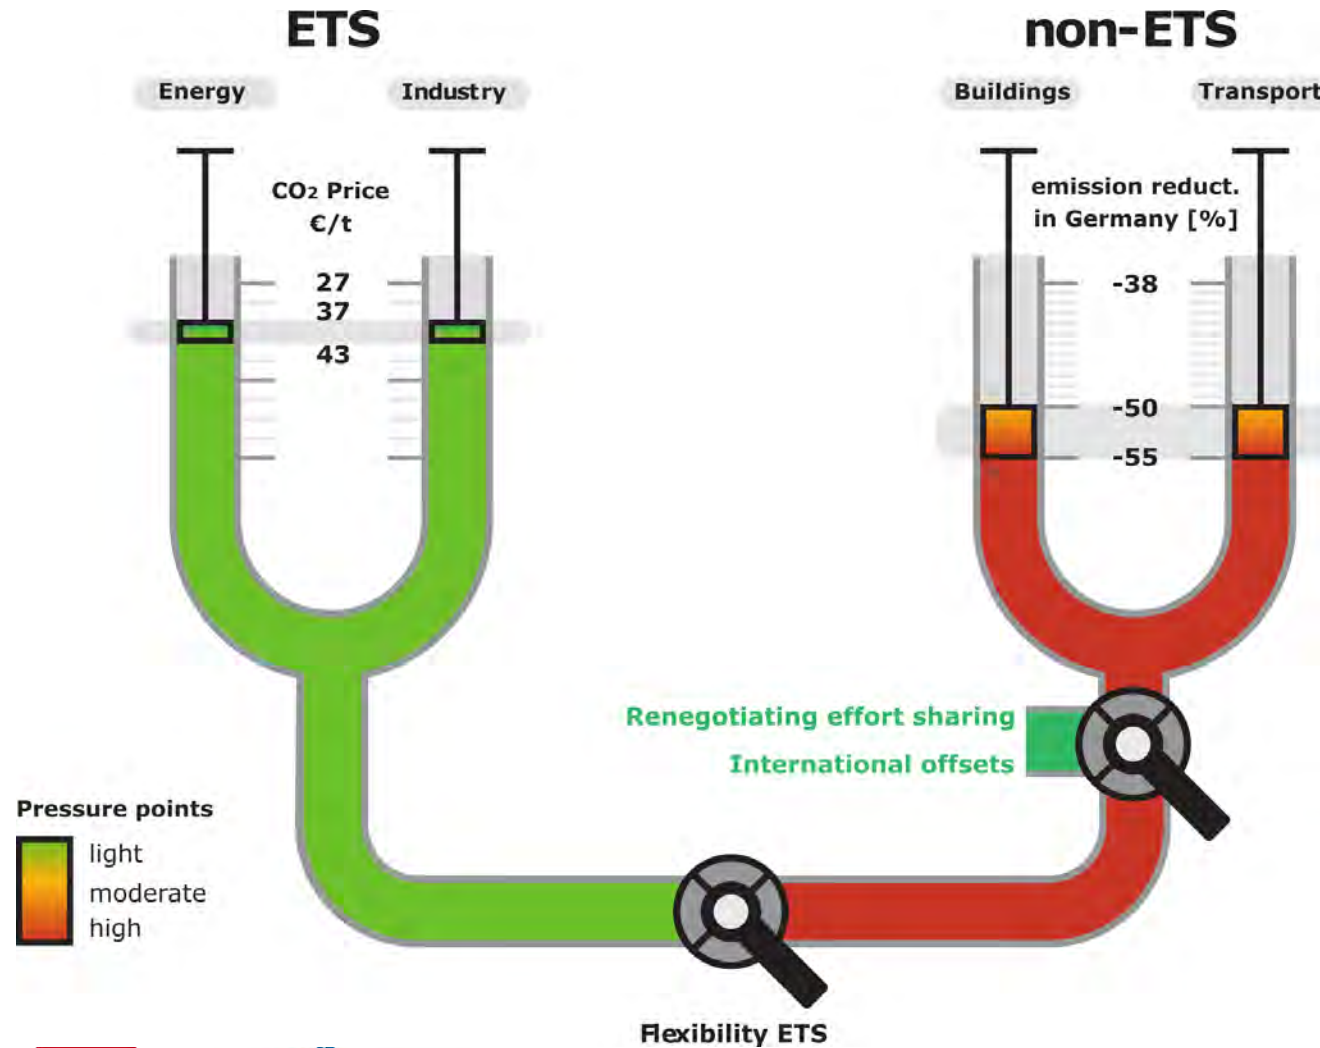 ETS
non-ETS
Energy
Industry
Buildings
Transport
CO₂ Price
€/t
27
37
43
emission reduct.
in Germany [%]
-38
-50
-55
Renegotiating effort sharing
International offsets
Pressure points
light
moderate
high
Flexibility ETS